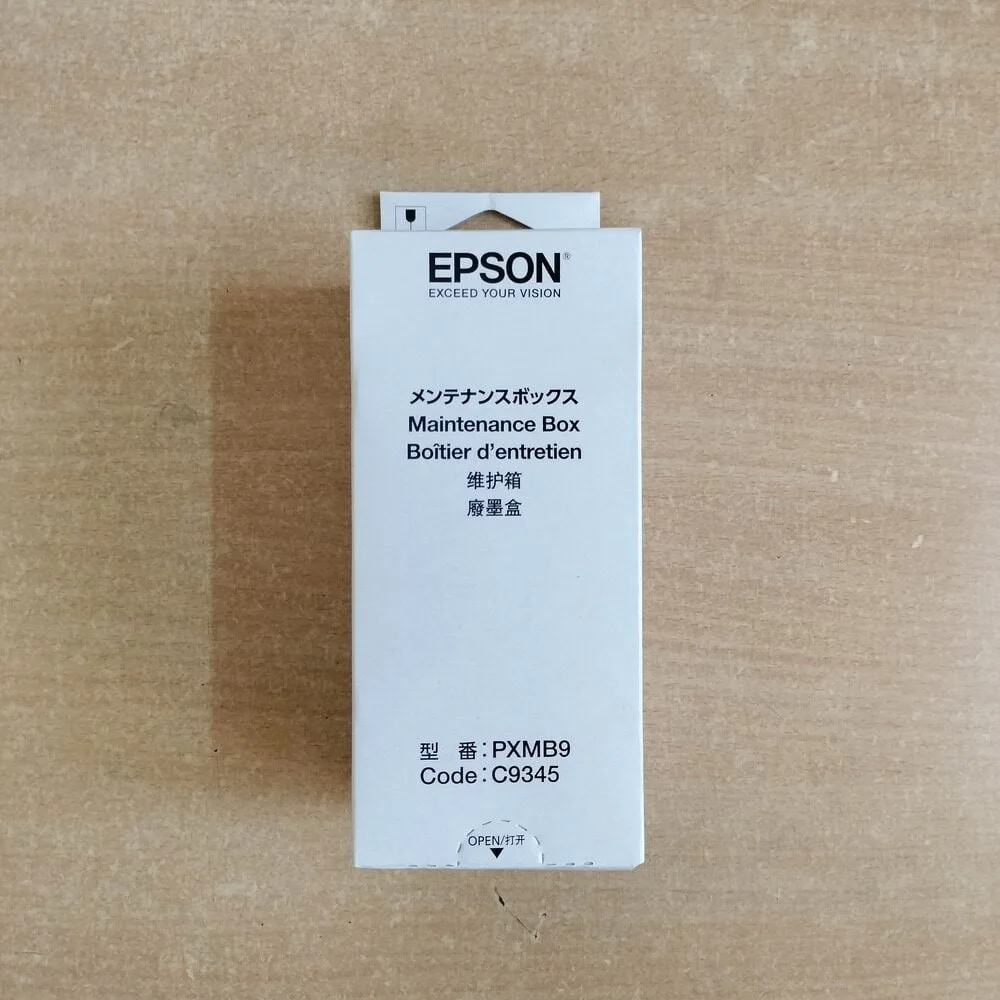 EPSON®
EXCEED YOUR VISION
メンテナンスボックス
Maintenance Box
Boîtier d'entretien
维护箱
廢墨盒
型　番：PXMB9
Code：C9345
OPEN/打开